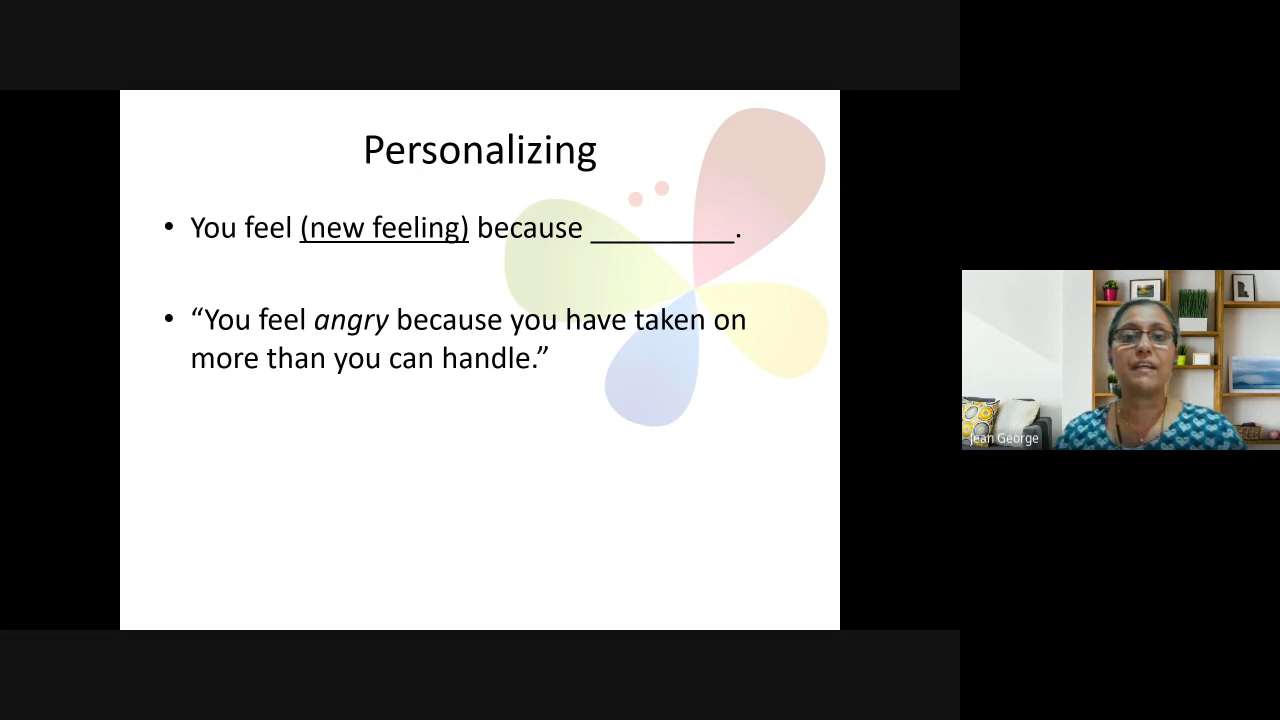 Personalizing
• You feel (new feeling) because __________.
• “You feel angry because you have taken on
more than you can handle.”
Jean George